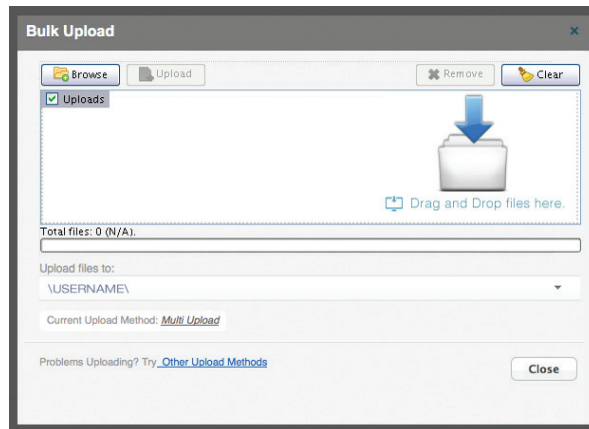 Bulk Upload
Browse Upload Remove Clear
Uploads
Drag and Drop files here.
Total files: 0 (N/A).
Upload files to:
\USERNAME\
Current Upload Method: Multi Upload
Problems Uploading? Try Other Upload Methods
Close